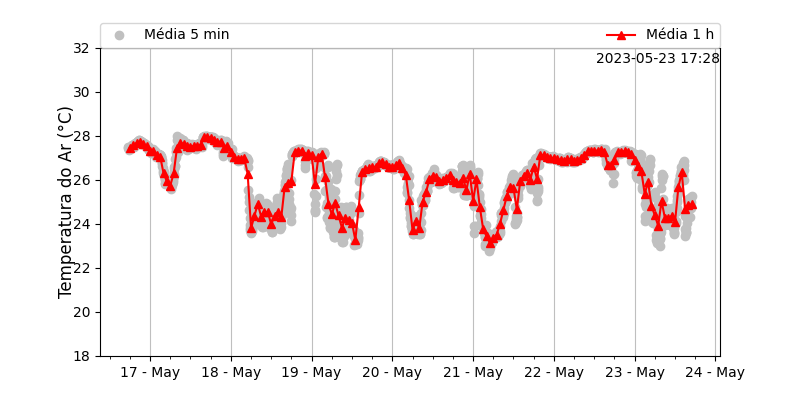 Média 5 min
Média 1 h
2023-05-23 17:28
Temperatura do Ar (°C)
32
30
28
26
24
22
20
18
17 - May
18 - May
19 - May
20 - May
21 - May
22 - May
23 - May
24 - May